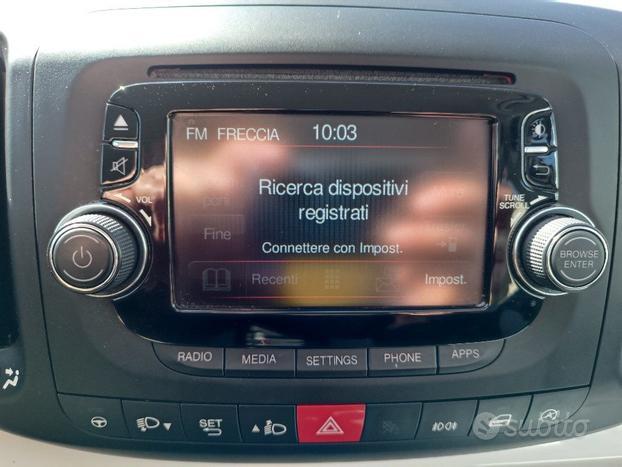 FM FRECCIA 10:03
Ricerca dispositivi
registrati
Fine
Connettere con Impost.
Recenti Impost.
VOL
TUNE
SCROLL
BROWSE
ENTER
RADIO MEDIA SETTINGS PHONE APPS
SET
subito